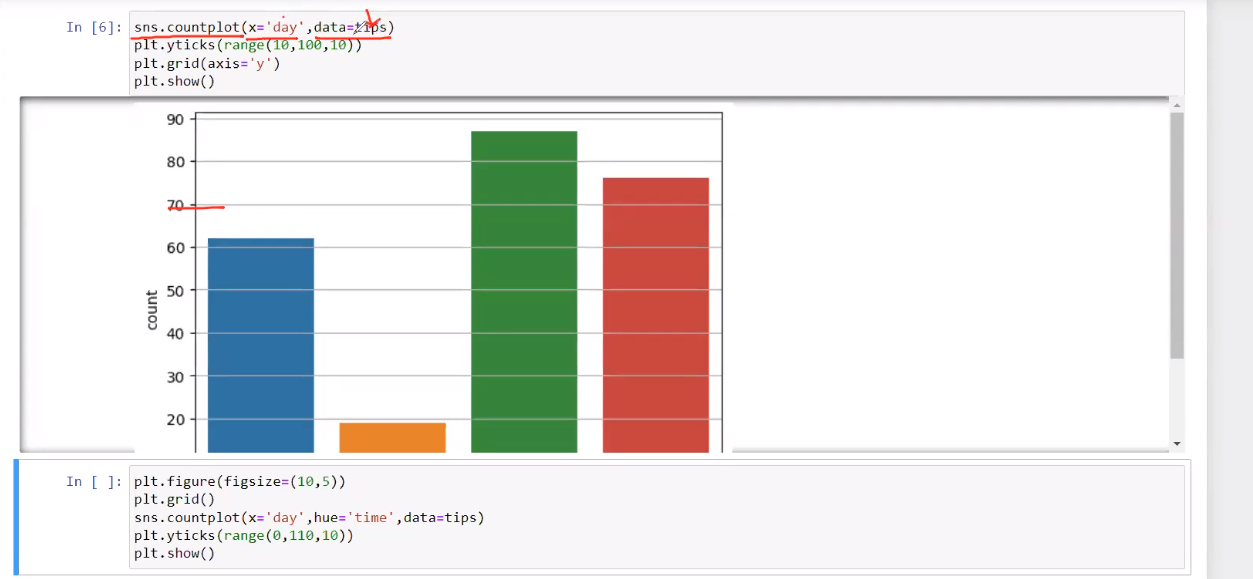 In [6]:
sns.countplot(x='day',data=tips)
plt.yticks(range(10,100,10))
plt.grid(axis='y')
plt.show()
90
80
70
60
50
40
30
20
count
In [ ]:
plt.figure(figsize=(10,5))
plt.grid()
sns.countplot(x='day',hue='time',data=tips)
plt.yticks(range(0,110,10))
plt.show()